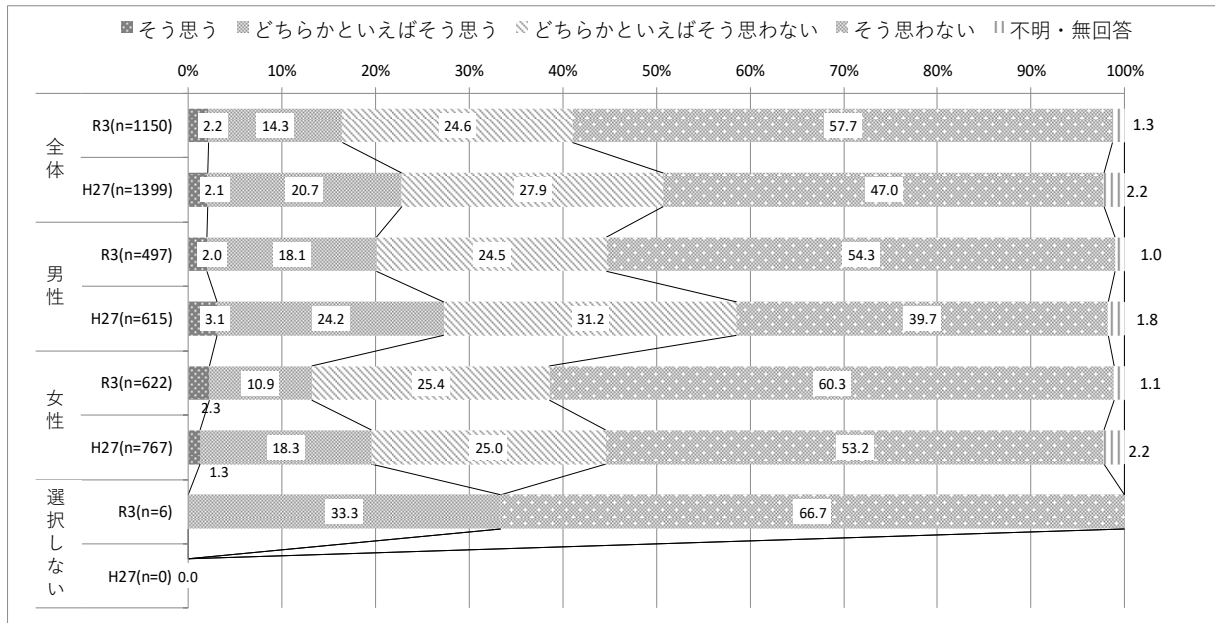 そう思う どちらかといえばそう思う どちらかといえばそう思わない そう思わない 不明・無回答
0% 10% 20% 30% 40% 50% 60% 70% 80% 90% 100%
全体
R3(n=1150) 2.2 14.3 24.6 57.7 1.3
H27(n=1399) 2.1 20.7 27.9 47.0 2.2
男性
R3(n=497) 2.0 18.1 24.5 54.3 1.0
H27(n=615) 3.1 24.2 31.2 39.7 1.8
女性
R3(n=622) 2.3 10.9 25.4 60.3 1.1
H27(n=767) 1.3 18.3 25.0 53.2 2.2
選択しない
R3(n=6) 33.3 66.7
H27(n=0) 0.0